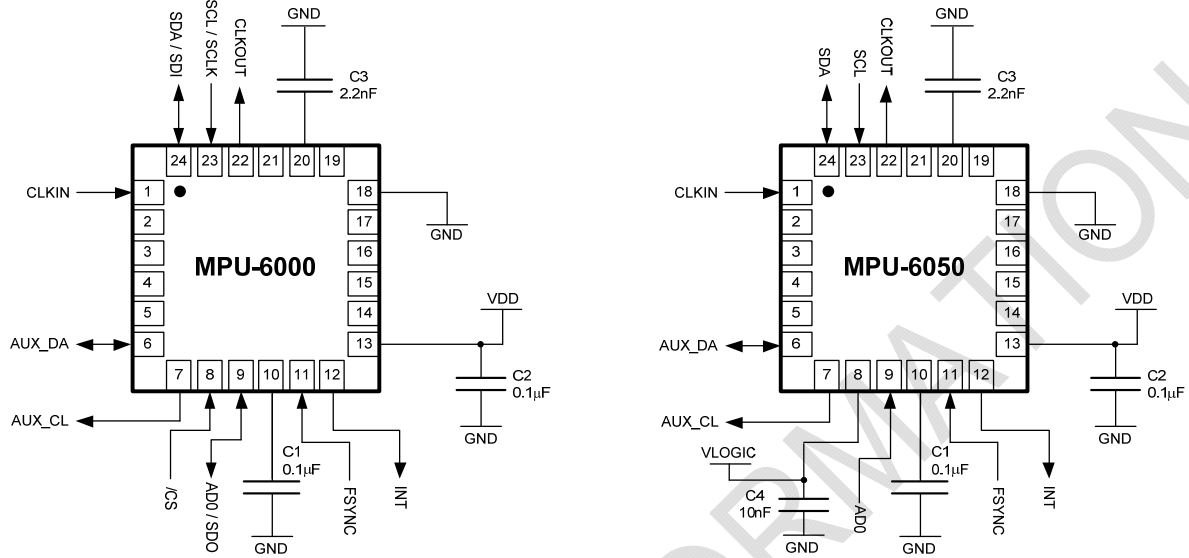 GND
SDA / SDI
SCL / SCLK
CLKOUT
C3
2.2nF
24 23 22 21 20 19
CLKIN
1
2
3
4
5
6
18
17
16
15
14
13
GND
MPU-6000
VDD
AUX_DA
7 8 9 10 11 12
C2
0.1µF
GND
AUX_CL
C1
0.1µF
/CS
AD0 / SDO
FSYNC
INT
GND
GND
SDA
SCL
CLKOUT
C3
2.2nF
24 23 22 21 20 19
CLKIN
1
2
3
4
5
6
18
17
16
15
14
13
GND
MPU-6050
VDD
AUX_DA
7 8 9 10 11 12
C2
0.1µF
GND
AUX_CL
VLOGIC
C1
0.1µF
C4
10nF
AD0
FSYNC
INT
GND
GND
ORMATION